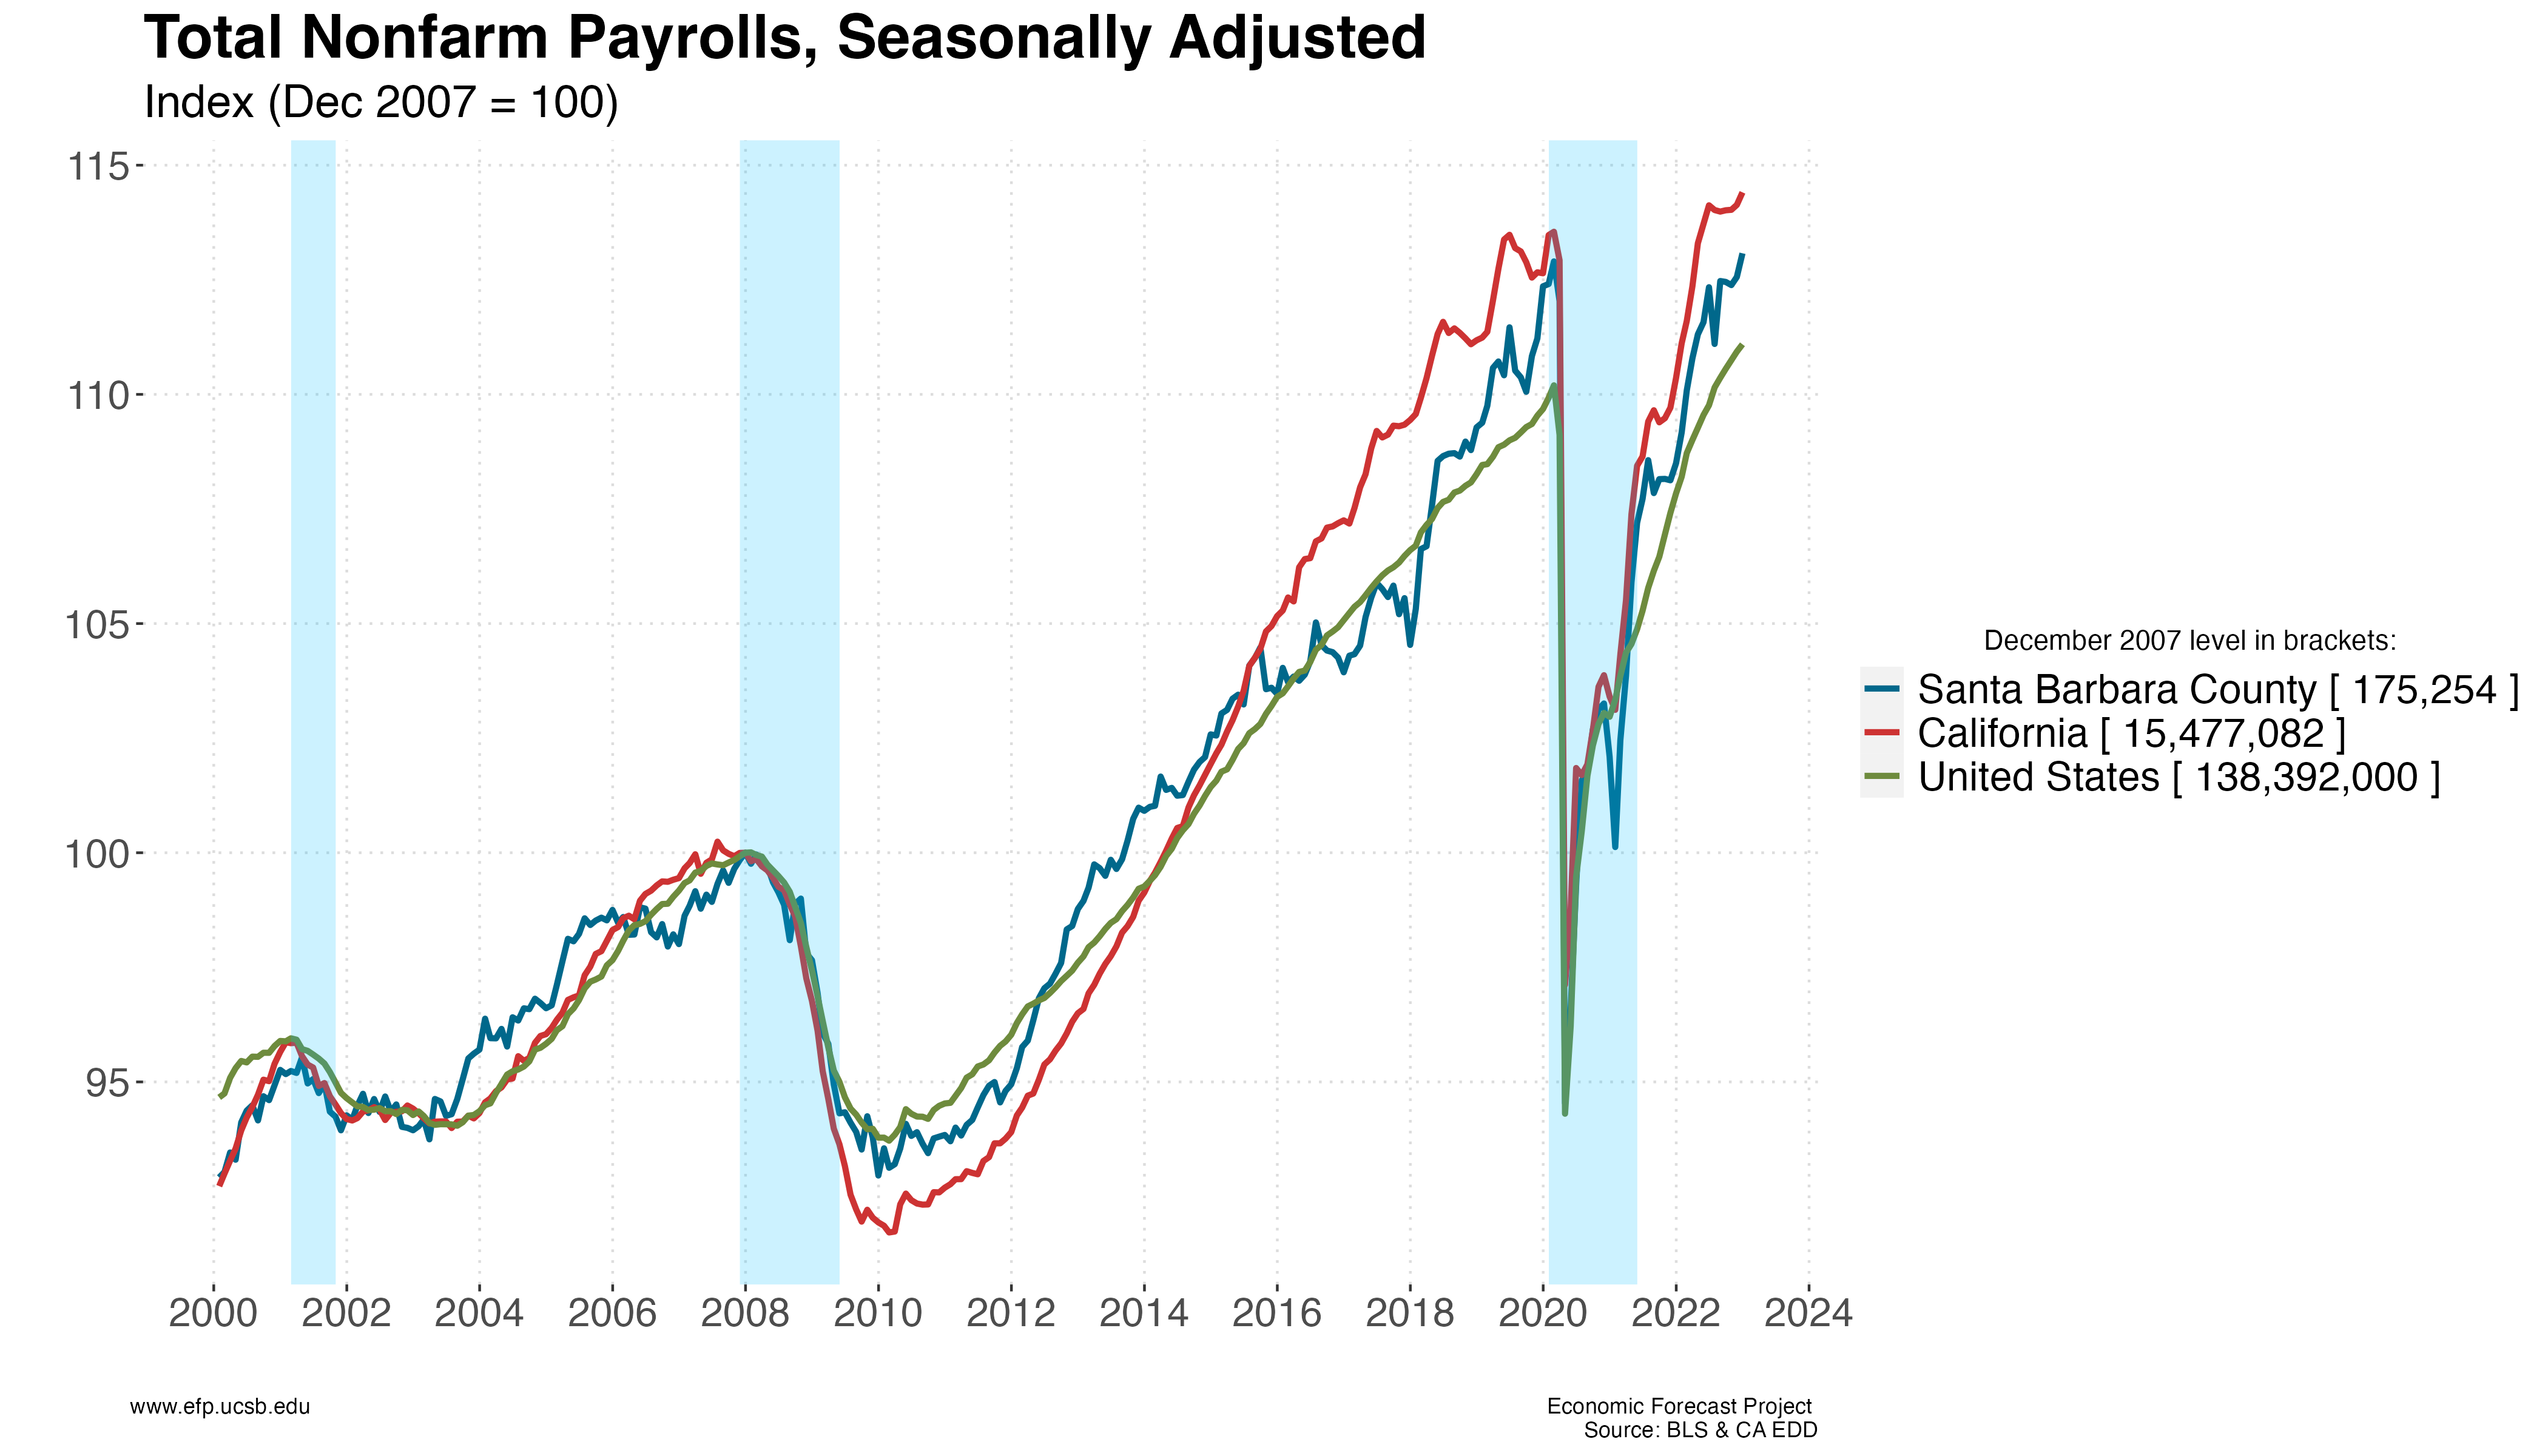 Total Nonfarm Payrolls, Seasonally Adjusted
Index (Dec 2007 = 100)
115
110
105
100
95
2000 2002 2004 2006 2008 2010 2012 2014 2016 2018 2020 2022 2024
December 2007 level in brackets:
Santa Barbara County [ 175,254 ]
California [ 15,477,082 ]
United States [ 138,392,000 ]
www.efp.ucsb.edu
Economic Forecast Project
Source: BLS & CA EDD